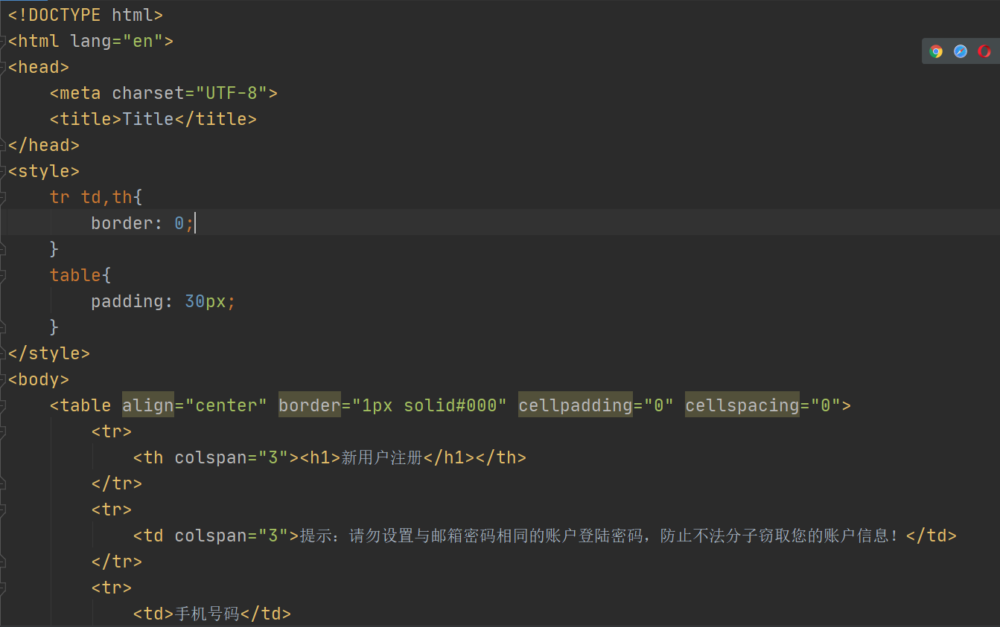 <!DOCTYPE html>
<html lang="en">
<head>
    <meta charset="UTF-8">
    <title>Title</title>
</head>
<style>
    tr td,th{
        border: 0;
    }
    table{
        padding: 30px;
    }
</style>
<body>
    <table align="center" border="1px solid#000" cellpadding="0" cellspacing="0">
        <tr>
            <th colspan="3"><h1>新用户注册</h1></th>
        </tr>
        <tr>
            <td colspan="3">提示：请勿设置与邮箱密码相同的账户登陆密码，防止不法分子窃取您的账户信息！</td>
        </tr>
        <tr>
            <td>手机号码</td>